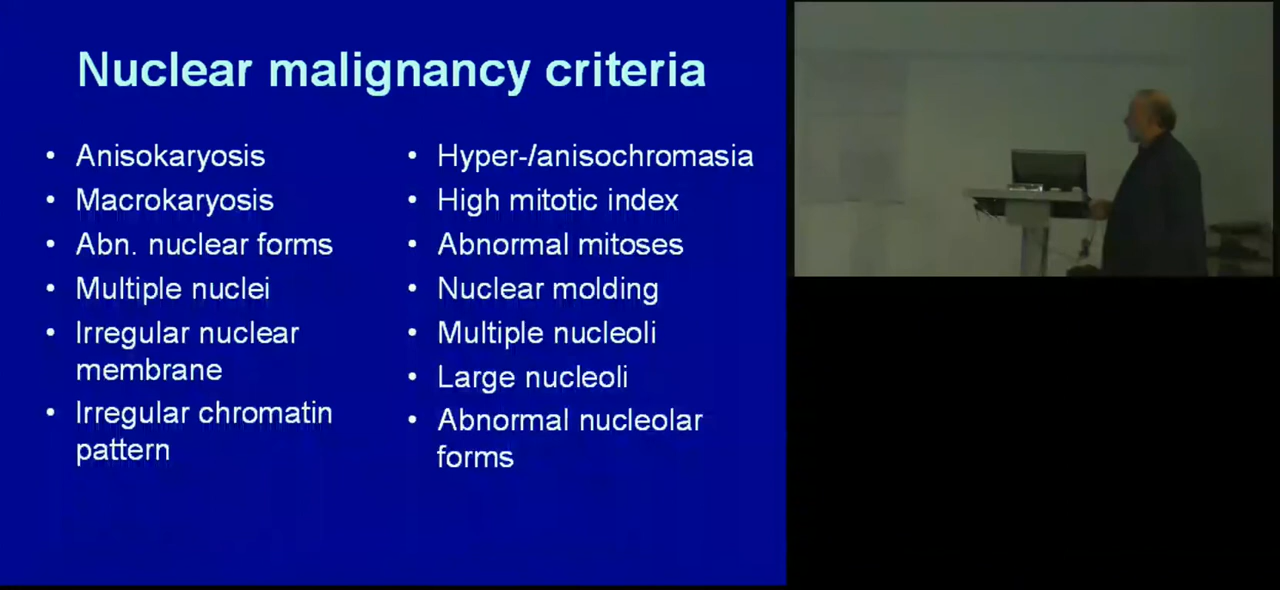 Nuclear malignancy criteria
• Anisokaryosis
• Macrokaryosis
• Abn. nuclear forms
• Multiple nuclei
• Irregular nuclear
membrane
• Irregular chromatin
pattern
• Hyper-/anisochromasia
• High mitotic index
• Abnormal mitoses
• Nuclear molding
• Multiple nucleoli
• Large nucleoli
• Abnormal nucleolar
forms